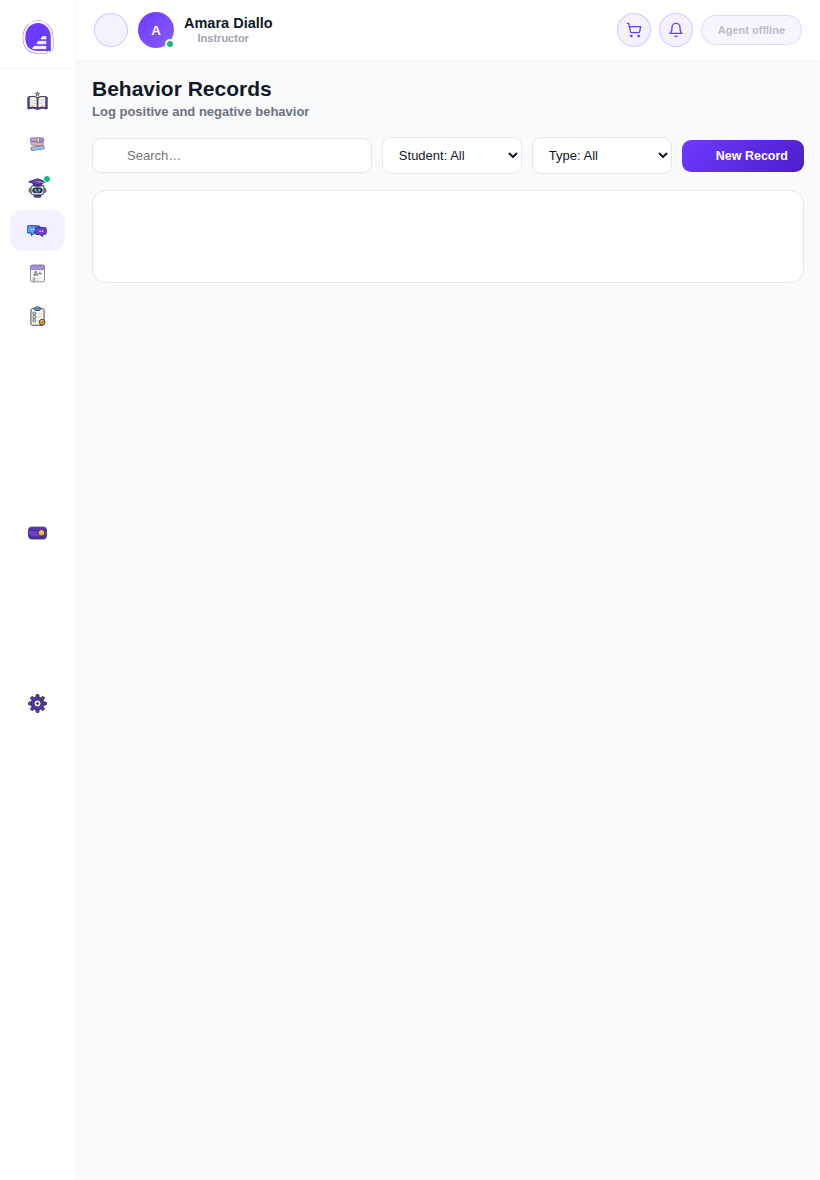 A
Amara Diallo
Instructor
Agent offline
Behavior Records
Log positive and negative behavior
Search…
Student: All
Type: All
New Record
A+